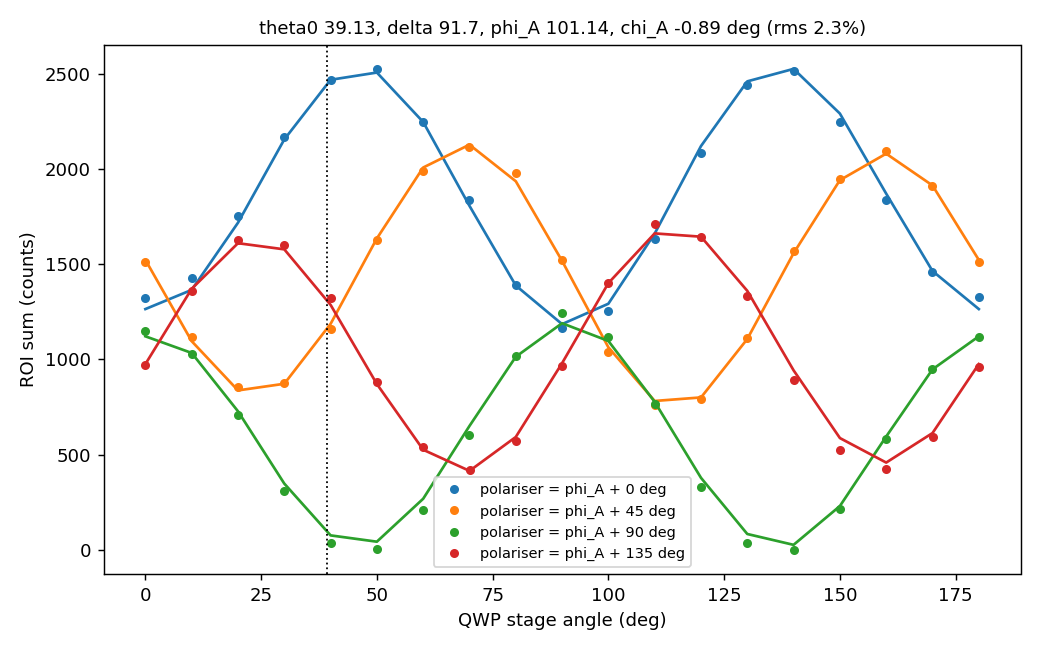 theta0 39.13, delta 91.7, phi_A 101.14, chi_A -0.89 deg (rms 2.3%)
ROI sum (counts)
2500
2000
1500
1000
500
0
polariser = phi_A + 0 deg
polariser = phi_A + 45 deg
polariser = phi_A + 90 deg
polariser = phi_A + 135 deg
0 25 50 75 100 125 150 175
QWP stage angle (deg)